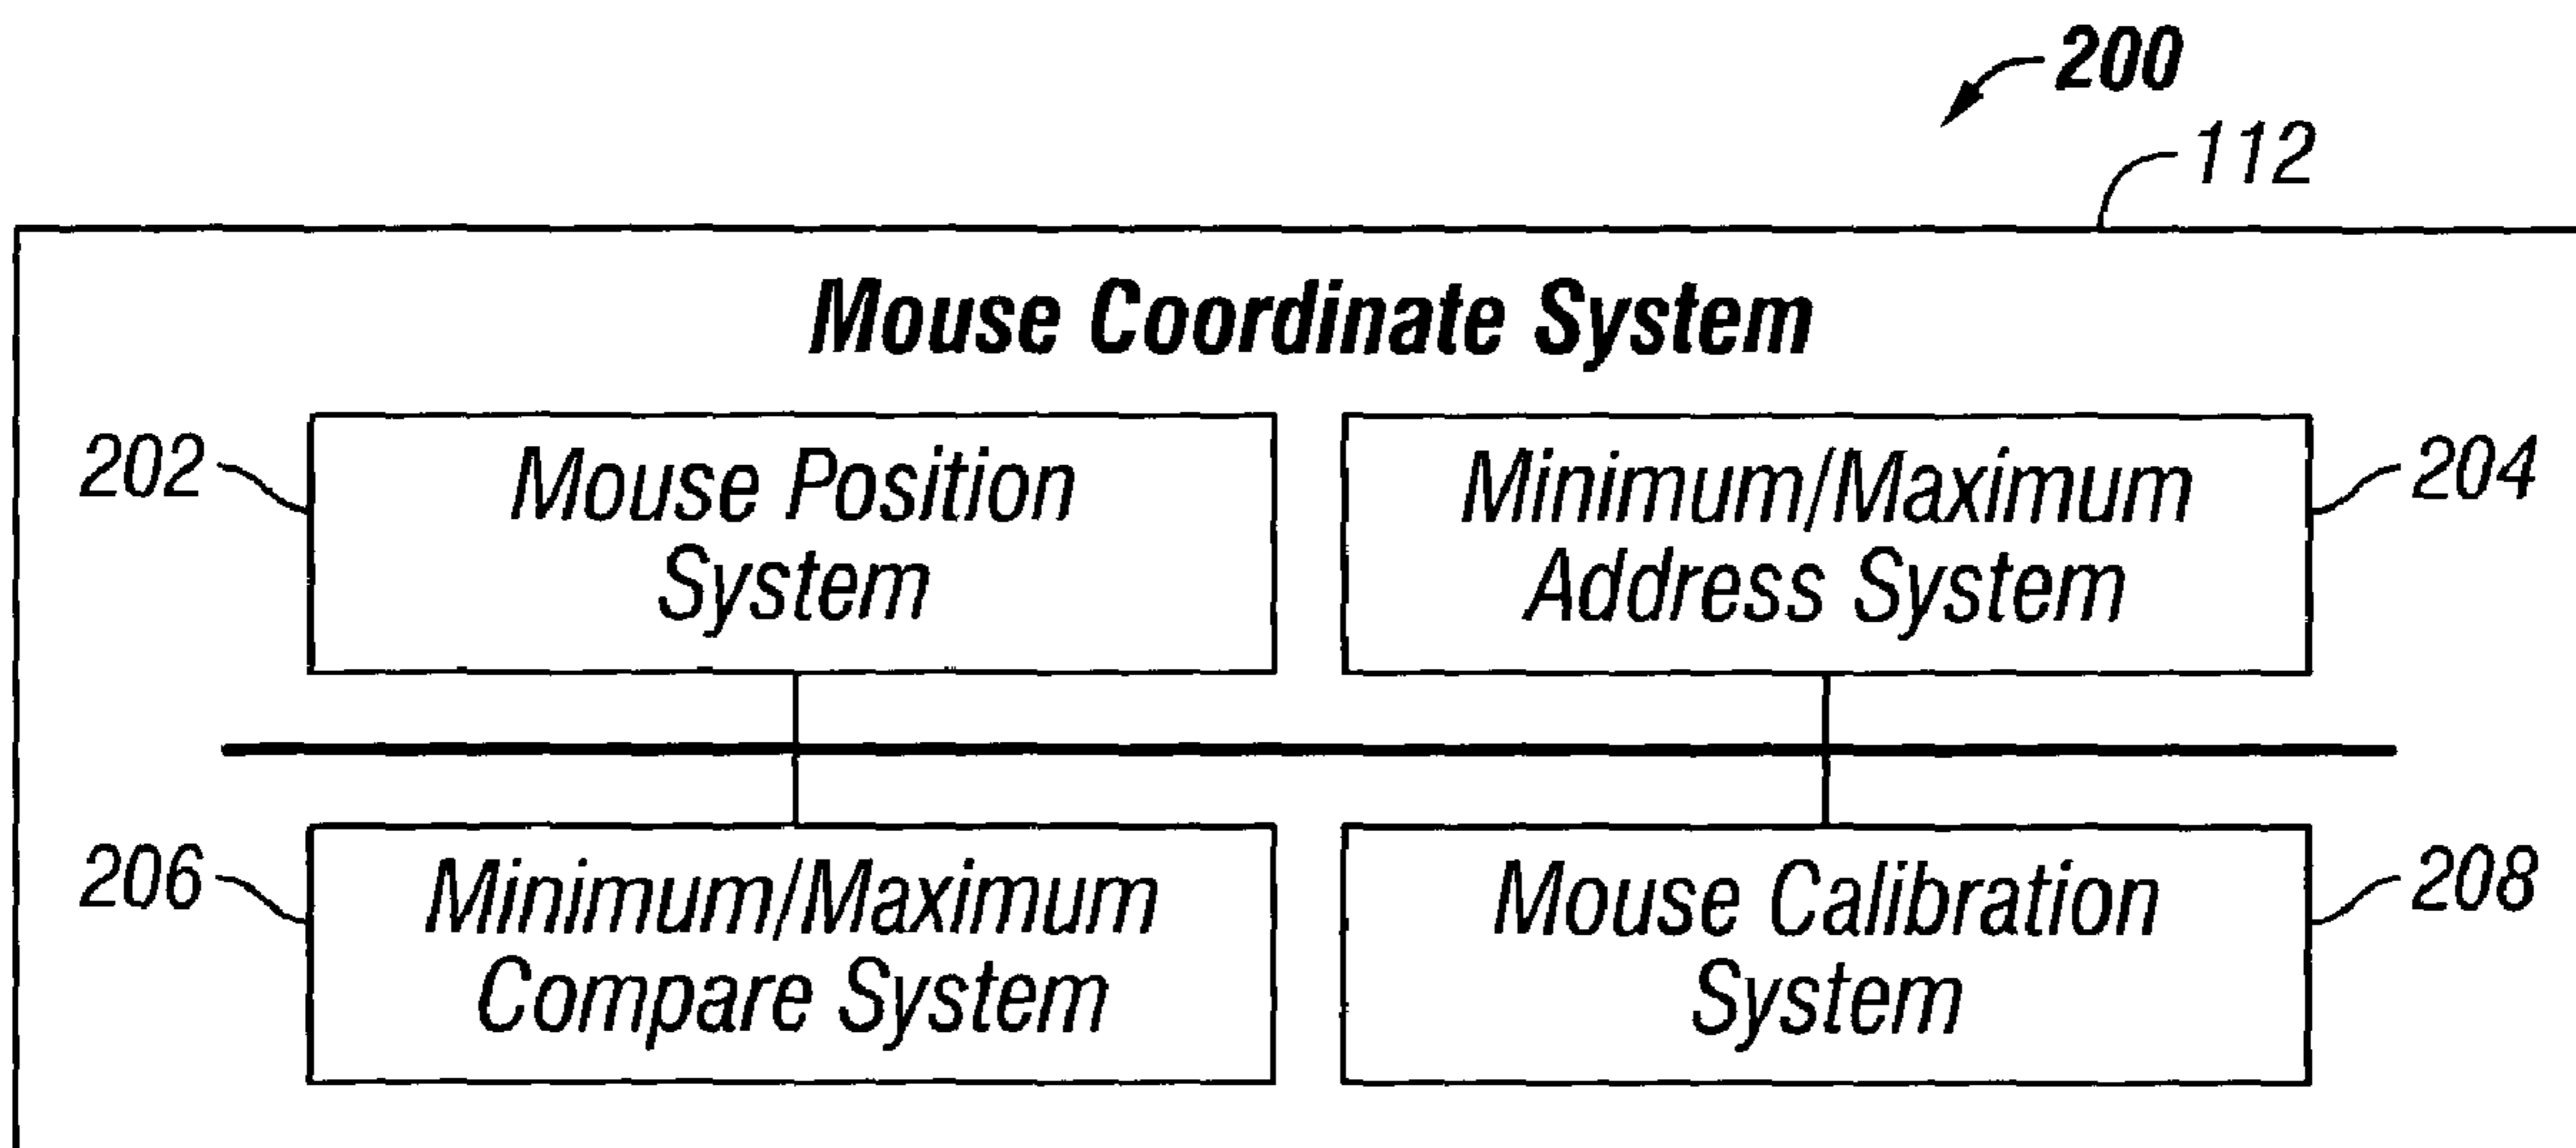 200
112
Mouse Coordinate System
202
Mouse Position
System
Minimum/Maximum
Address System
204
206
Minimum/Maximum
Compare System
Mouse Calibration
System
208